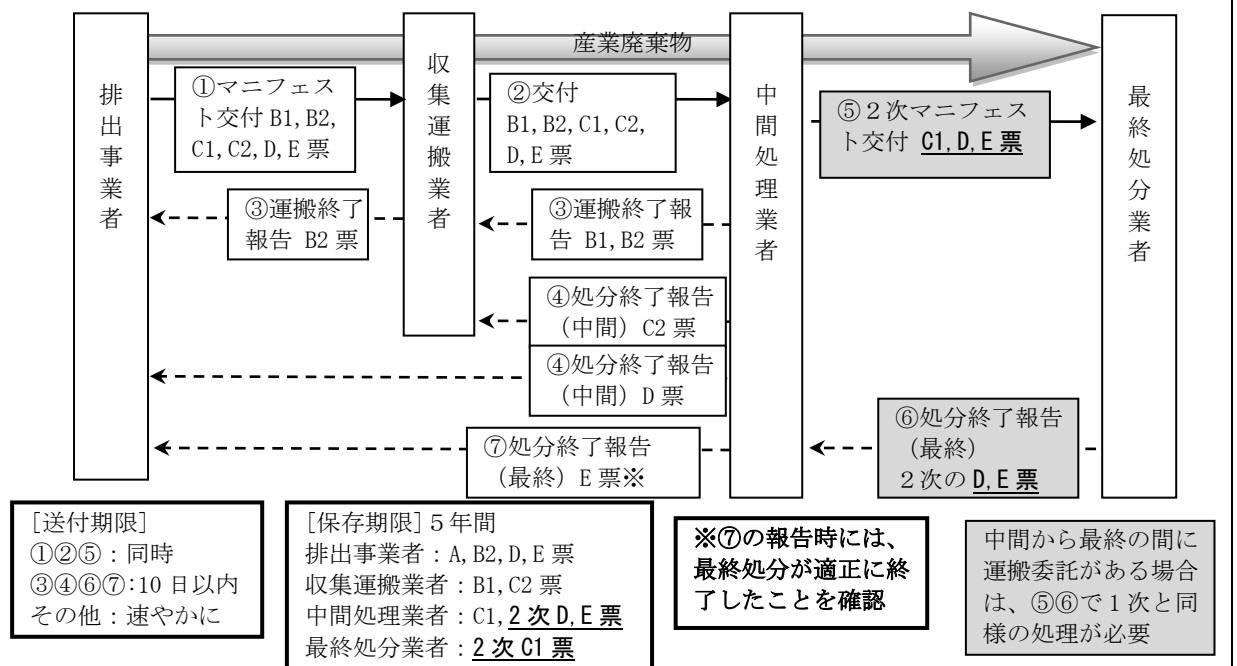 産業廃棄物
排出事業者
収集運搬業者
中間処理業者
最終処分業者
①マニフェス
ト交付 B1,B2,
C1,C2,D,E 票
②交付
B1,B2,C1,C2,
D,E 票
⑤２次マニフェス
ト交付 C1,D,E 票
③運搬終了
報告 B2 票
③運搬終了報
告 B1,B2 票
④処分終了報告
（中間）C2 票
④処分終了報告
（中間）D 票
⑥処分終了報告
（最終）
２次の D,E 票
⑦処分終了報告
（最終）E 票※
[送付期限]
①②⑤：同時
③④⑥⑦:10 日以内
その他：速やかに
[保存期限]５年間
排出事業者：A,B2,D,E 票
収集運搬業者：B1,C2 票
中間処理業者：C1,２次 D,E 票
最終処分業者：２次 C1 票
※⑦の報告時には、
最終処分が適正に終
了したことを確認
中間から最終の間に
運搬委託がある場合
は、⑤⑥で１次と同
様の処理が必要